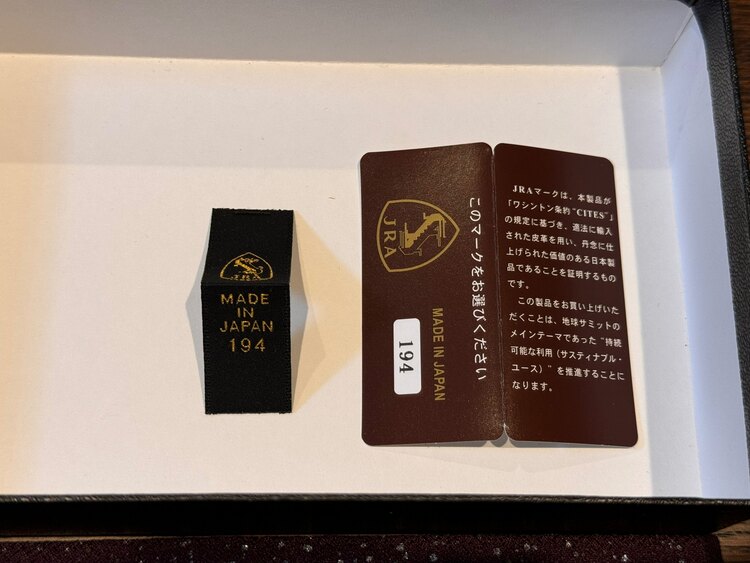 JRA
MADE
IN
JAPAN
194
JRA
このマークをお選びください
MADE IN JAPAN
194
JRAマークは、本製品が
「ワシントン条約“CITES”」
の規定に基づき、適法に輸入
された皮革を用い、丹念に仕
上げられた価値のある日本製
品であることを証明するもの
です。
この製品をお買い上げいた
だくことは、地球サミットの
メインテーマであった“持続
可能な利用（サスティナブル・
ユース）”を推進することに
なります。